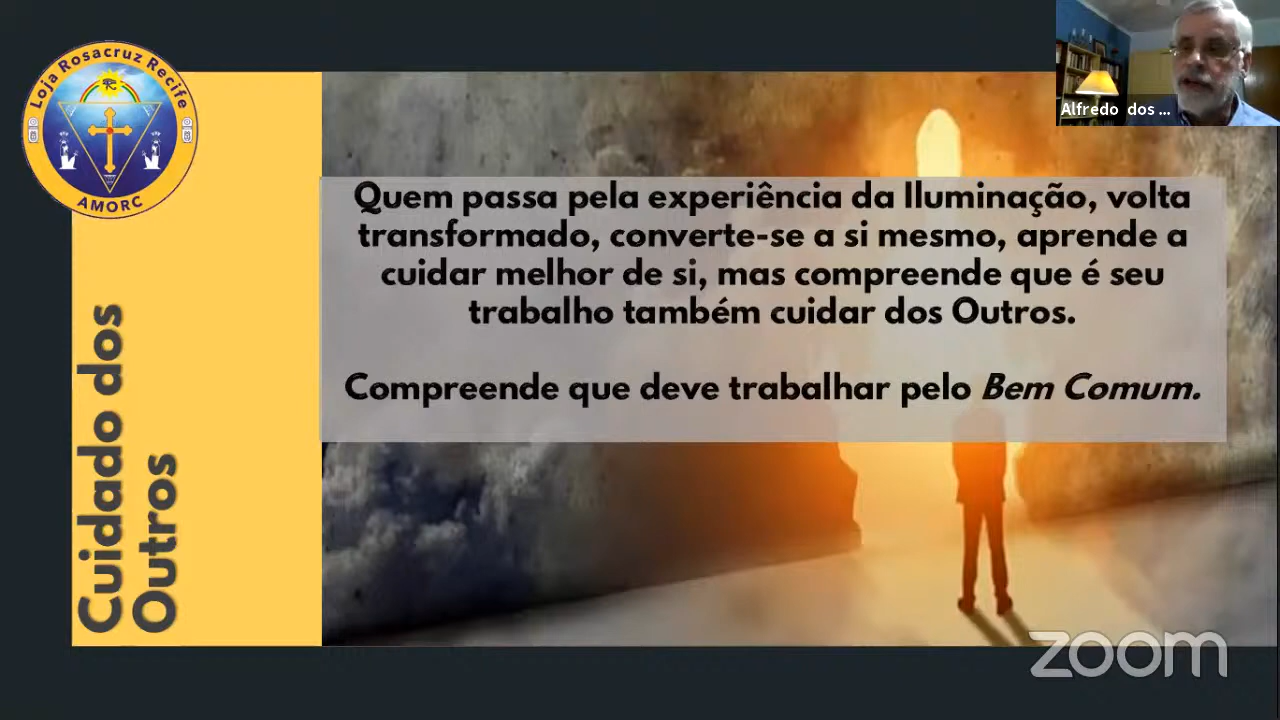 Loja Rosacruz Recife
AMORC
Alfredo dos ...
Cuidado dos
Outros
Quem passa pela experiência da Iluminação, volta
transformado, converte-se a si mesmo, aprende a
cuidar melhor de si, mas compreende que é seu
trabalho também cuidar dos Outros.
Compreende que deve trabalhar pelo Bem Comum.
zoom